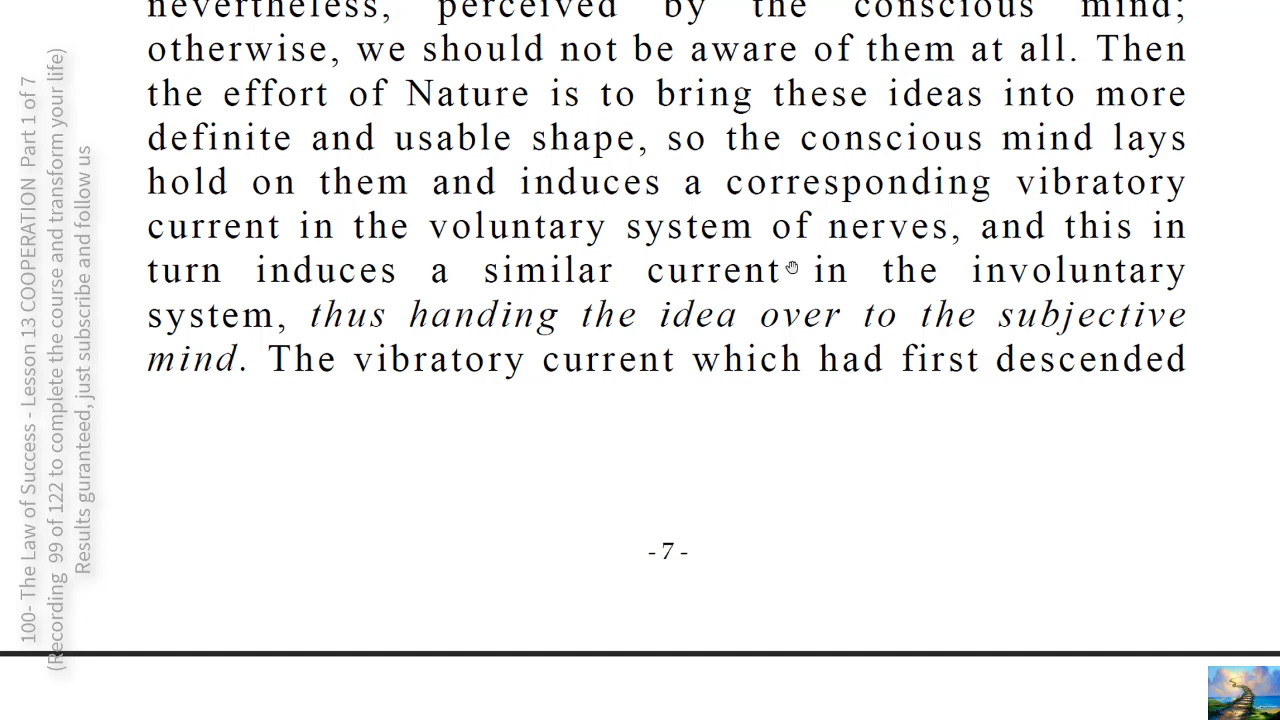 nevertheless, perceived by the conscious mind;
otherwise, we should not be aware of them at all. Then
the effort of Nature is to bring these ideas into more
definite and usable shape, so the conscious mind lays
hold on them and induces a corresponding vibratory
current in the voluntary system of nerves, and this in
turn induces a similar current in the involuntary
system, thus handing the idea over to the subjective
mind. The vibratory current which had first descended
- 7 -
100- The Law of Success - Lesson 13 COOPERATION Part 1 of 7
(Recording 99 of 122 to complete the course and transform your life)
Results guranteed, just subscribe and follow us